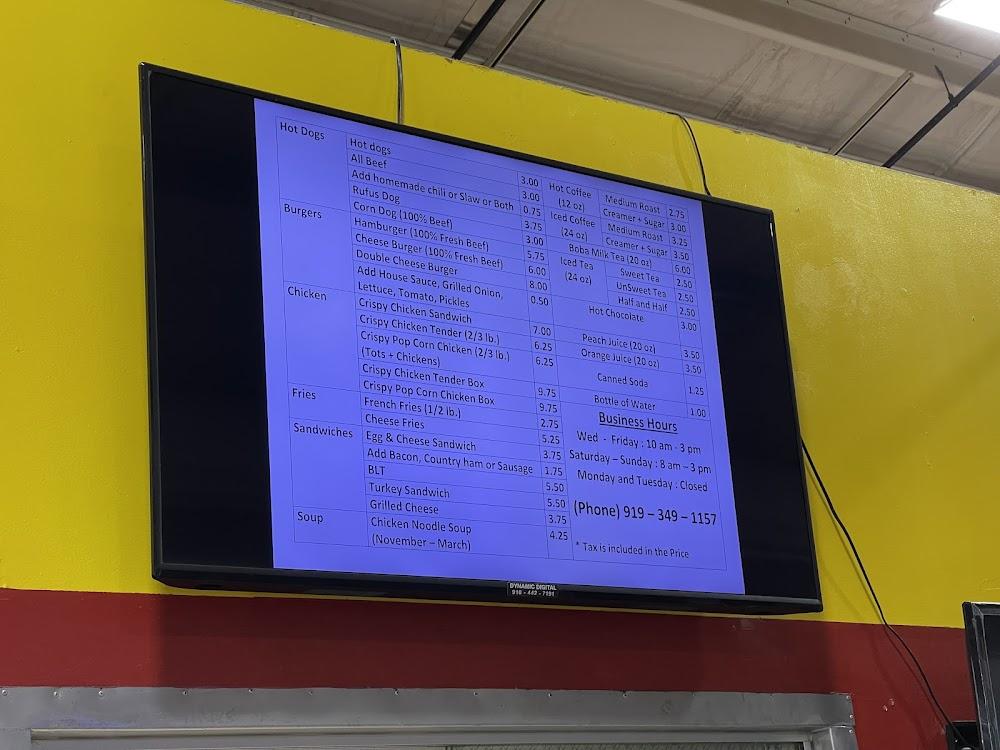 Hot Dogs
Hot dogs 3.00
All Beef 3.00
Add homemade chili or Slaw or Both 0.75
Rufus Dog 3.75
Corn Dog (100% Beef) 3.00
Burgers
Hamburger (100% Fresh Beef) 5.75
Cheese Burger (100% Fresh Beef) 6.00
Double Cheese Burger 8.00
Add House Sauce, Grilled Onion,
Lettuce, Tomato, Pickles 0.50
Chicken
Crispy Chicken Sandwich 7.00
Crispy Chicken Tender (2/3 lb.) 6.25
Crispy Pop Corn Chicken (2/3 lb.) 6.25
(Tots + Chickens)
Crispy Chicken Tender Box 9.75
Crispy Pop Corn Chicken Box 9.75
Fries
French Fries (1/2 lb.) 2.75
Cheese Fries 5.25
Sandwiches
Egg & Cheese Sandwich 3.75
Add Bacon, Country ham or Sausage 1.75
BLT 5.50
Turkey Sandwich 5.50
Grilled Cheese 3.75
Soup
Chicken Noodle Soup 4.25
(November – March)
Hot Coffee
(12 oz)
Medium Roast 2.75
Creamer + Sugar 3.00
Iced Coffee
(24 oz)
Medium Roast 3.25
Creamer + Sugar 3.50
Boba Milk Tea (20 oz) 6.00
Iced Tea
(24 oz)
Sweet Tea 2.50
UnSweet Tea 2.50
Half and Half 2.50
Hot Chocolate 3.00
Peach Juice (20 oz) 3.50
Orange Juice (20 oz) 3.50
Canned Soda 1.25
Bottle of Water 1.00
Business Hours
Wed - Friday : 10 am - 3 pm
Saturday – Sunday : 8 am – 3 pm
Monday and Tuesday : Closed
(Phone) 919 – 349 – 1157
* Tax is included in the Price
DYNAMIC DIGITAL